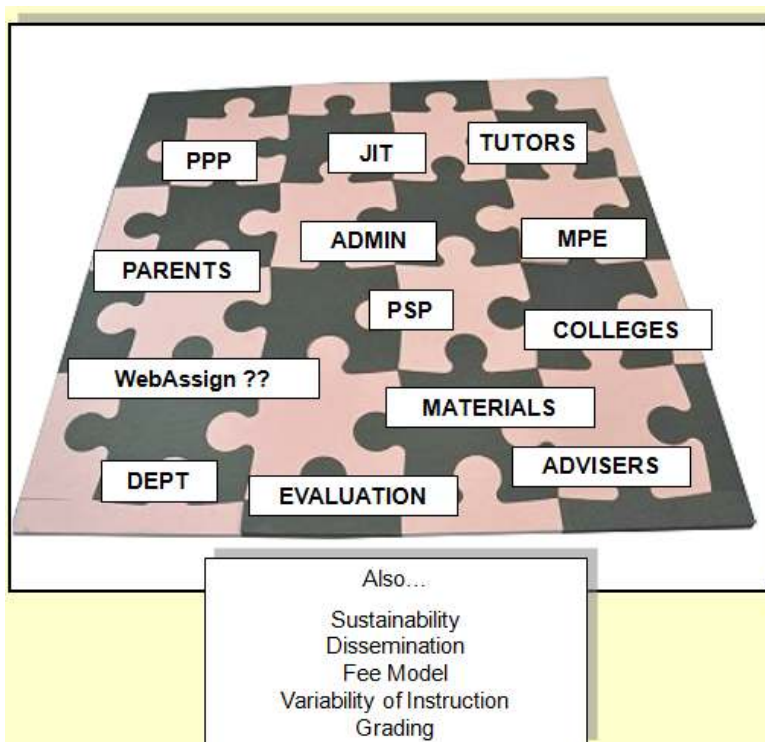 PPP
JIT
TUTORS
PARENTS
ADMIN
MPE
PSP
COLLEGES
WebAssign ??
MATERIALS
DEPT
EVALUATION
ADVISERS
Also…
Sustainability
Dissemination
Fee Model
Variability of Instruction
Grading